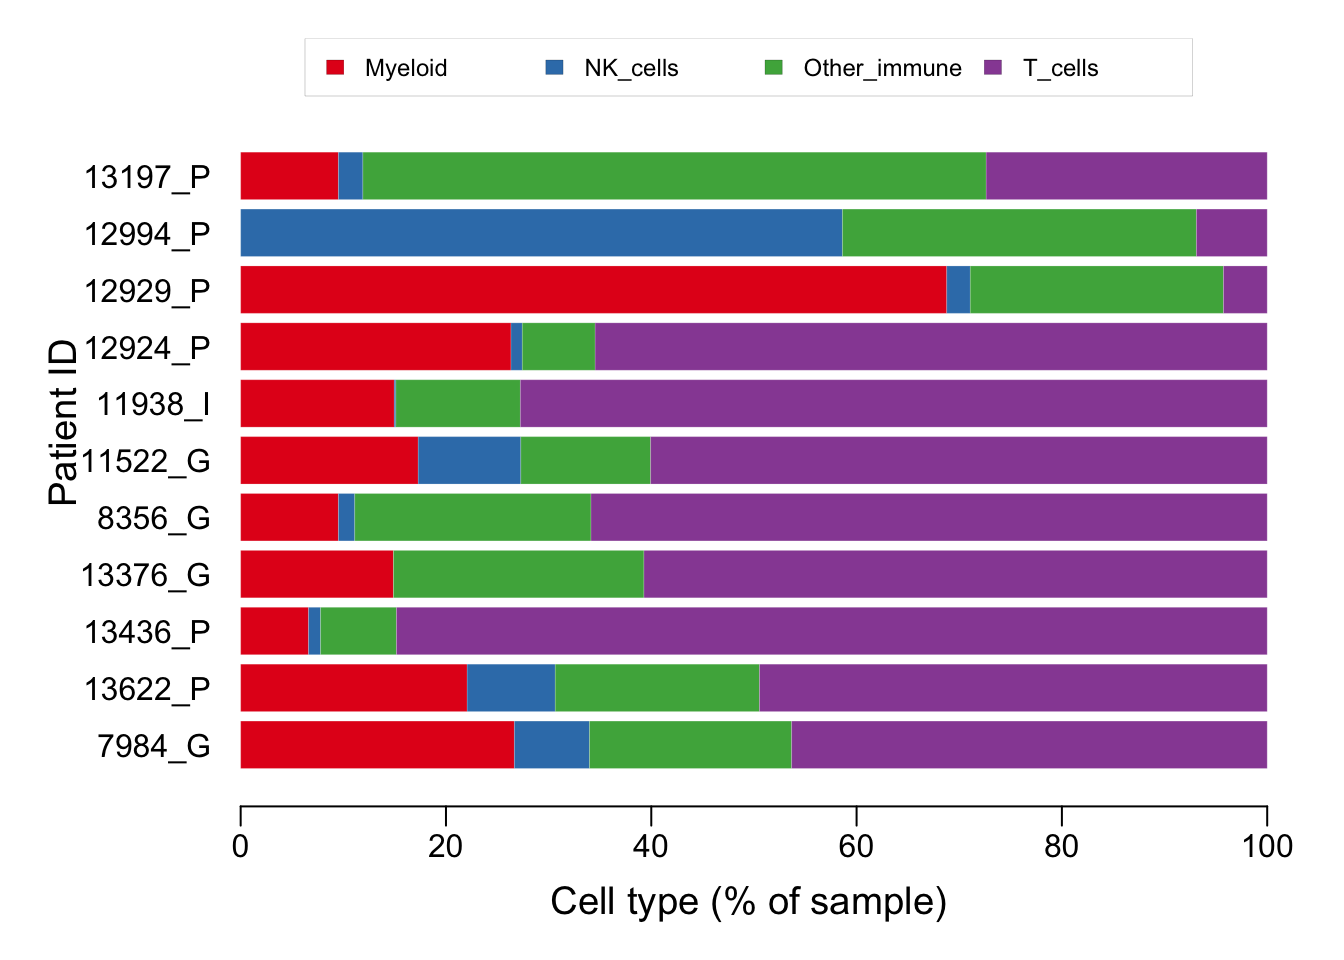 Myeloid NK_cells Other_immune T_cells
13197_P
12994_P
12929_P
12924_P
11938_I
11522_G
8356_G
13376_G
13436_P
13622_P
7984_G
Patient ID
0 20 40 60 80 100
Cell type (% of sample)